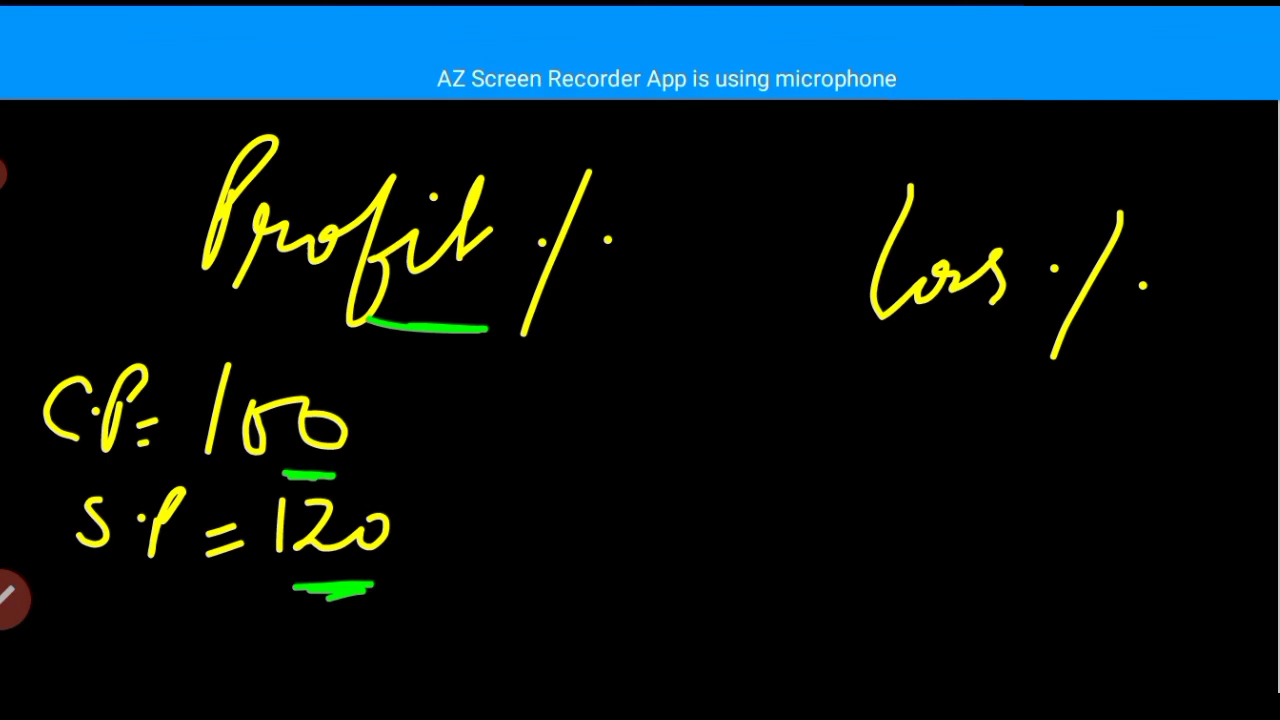 AZ Screen Recorder App is using microphone
Profit % Loss %
C.P = 100
S.P = 120